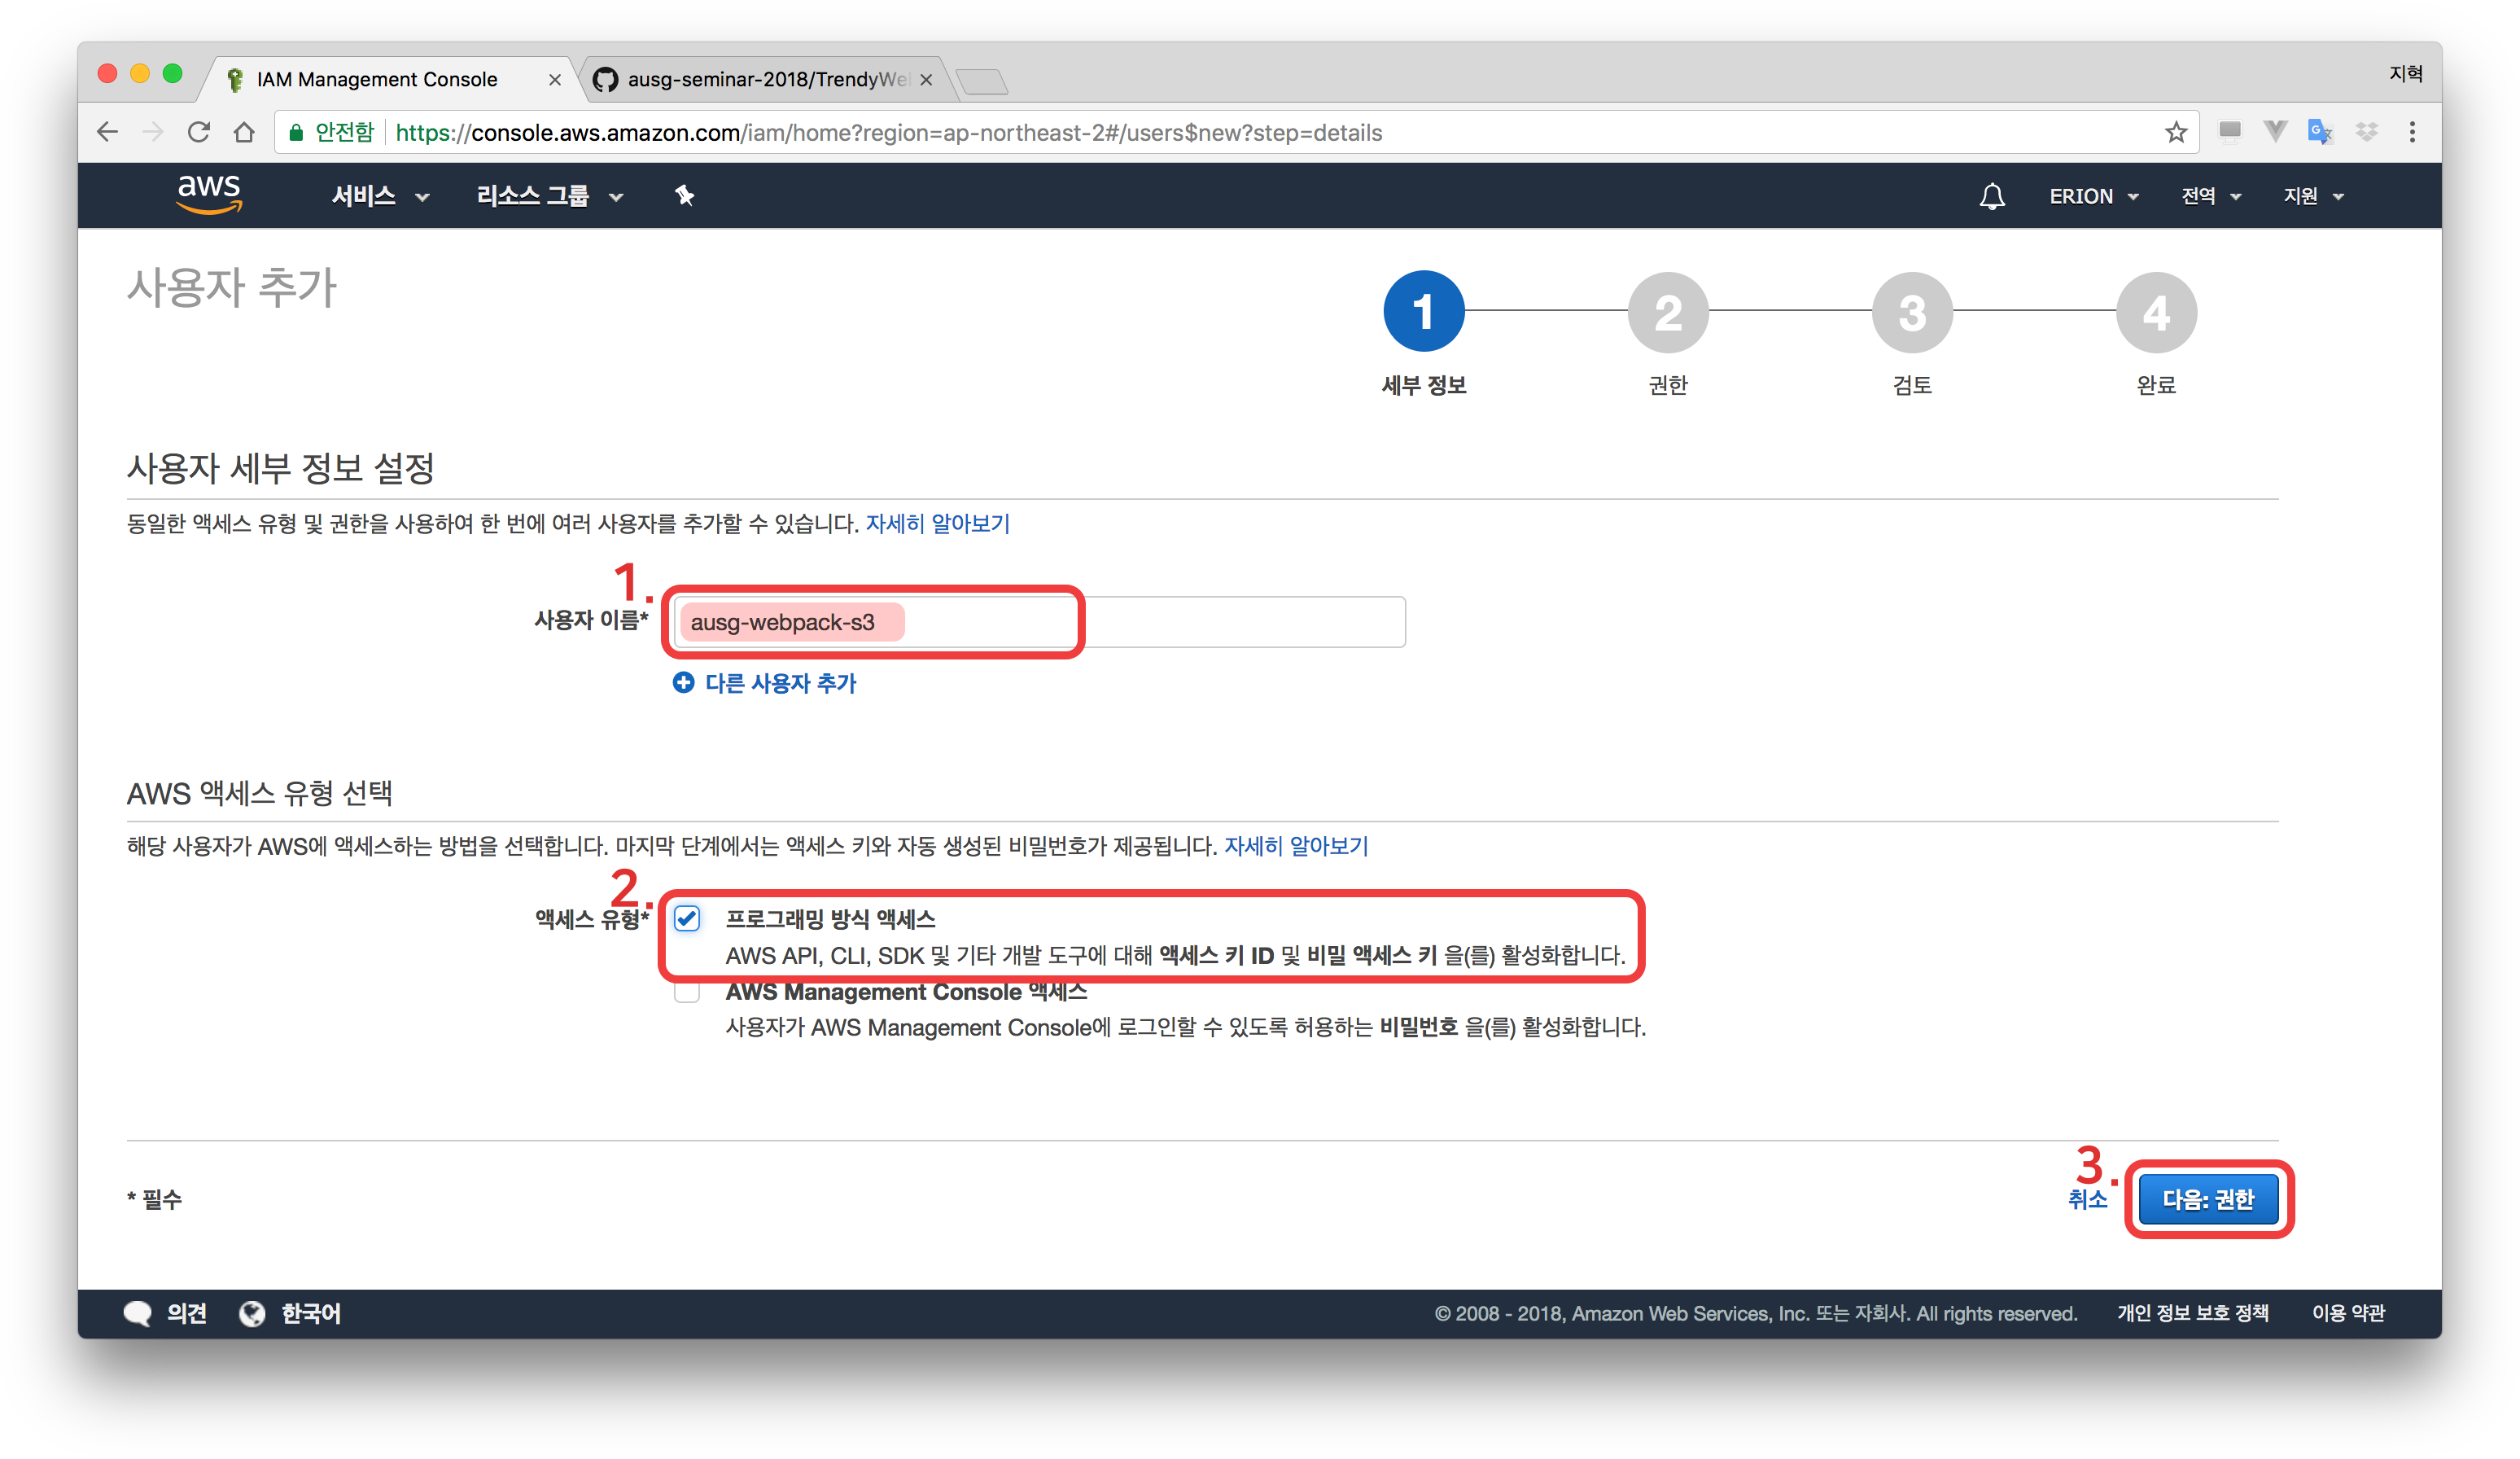 IAM Management Console
ausg-seminar-2018/TrendyWe
지혁
안전함 https://console.aws.amazon.com/iam/home?region=ap-northeast-2#/users$new?step=details
aws 서비스 리소스 그룹 ERION 전역 지원
사용자 추가
1 2 3 4
세부 정보 권한 검토 완료
사용자 세부 정보 설정
동일한 액세스 유형 및 권한을 사용하여 한 번에 여러 사용자를 추가할 수 있습니다. 자세히 알아보기
1.
사용자 이름* ausg-webpack-s3
다른 사용자 추가
AWS 액세스 유형 선택
해당 사용자가 AWS에 액세스하는 방법을 선택합니다. 마지막 단계에서는 액세스 키와 자동 생성된 비밀번호가 제공됩니다. 자세히 알아보기
2.
액세스 유형* 프로그래밍 방식 액세스
AWS API, CLI, SDK 및 기타 개발 도구에 대해 액세스 키 ID 및 비밀 액세스 키 을(를) 활성화합니다.
AWS Management Console 액세스
사용자가 AWS Management Console에 로그인할 수 있도록 허용하는 비밀번호 을(를) 활성화합니다.
3.
* 필수 취소 다음: 권한
의견 한국어 © 2008 - 2018, Amazon Web Services, Inc. 또는 자회사. All rights reserved. 개인 정보 보호 정책 이용 약관